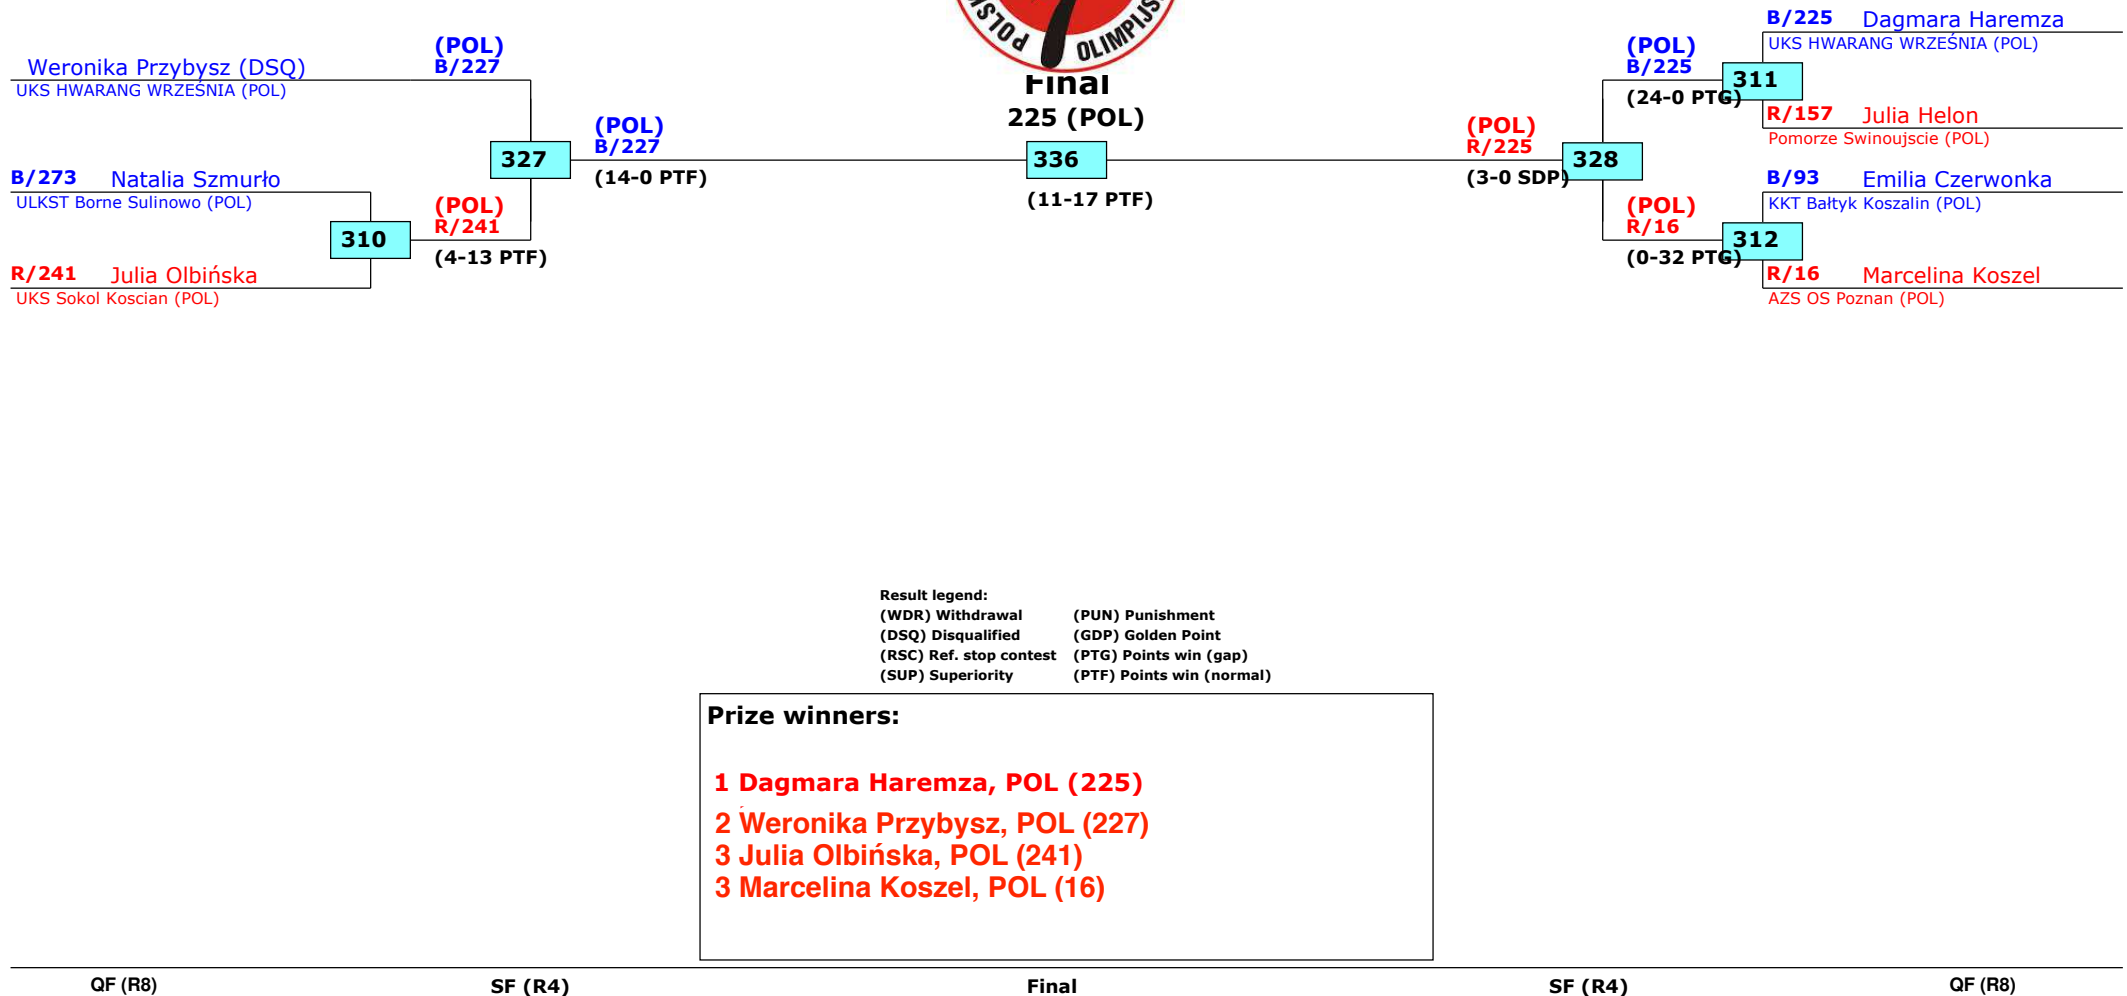 POLSK OLIMPIJS
Final
225 (POL)
336
(11-17 PTF)
(POL)
B/227
Weronika Przybysz (DSQ)
UKS HWARANG WRZEŚNIA (POL)
327
(POL)
B/227
(14-0 PTF)
B/273 Natalia Szmurło
ULKST Borne Sulinowo (POL)
310
(POL)
R/241
(4-13 PTF)
R/241 Julia Olbińska
UKS Sokol Koscian (POL)
(POL)
R/225
(3-0 SDP)
328
(POL)
B/225
(24-0 PTG)
311
B/225 Dagmara Haremza
UKS HWARANG WRZEŚNIA (POL)
R/157 Julia Helon
Pomorze Swinoujscie (POL)
(POL)
R/16
(0-32 PTG)
312
B/93 Emilia Czerwonka
KKT Bałtyk Koszalin (POL)
R/16 Marcelina Koszel
AZS OS Poznan (POL)
Result legend:
(WDR) Withdrawal (PUN) Punishment
(DSQ) Disqualified (GDP) Golden Point
(RSC) Ref. stop contest (PTG) Points win (gap)
(SUP) Superiority (PTF) Points win (normal)
Prize winners:
1 Dagmara Haremza, POL (225)
2 Weronika Przybysz, POL (227)
3 Julia Olbińska, POL (241)
3 Marcelina Koszel, POL (16)
QF (R8) SF (R4) Final SF (R4) QF (R8)